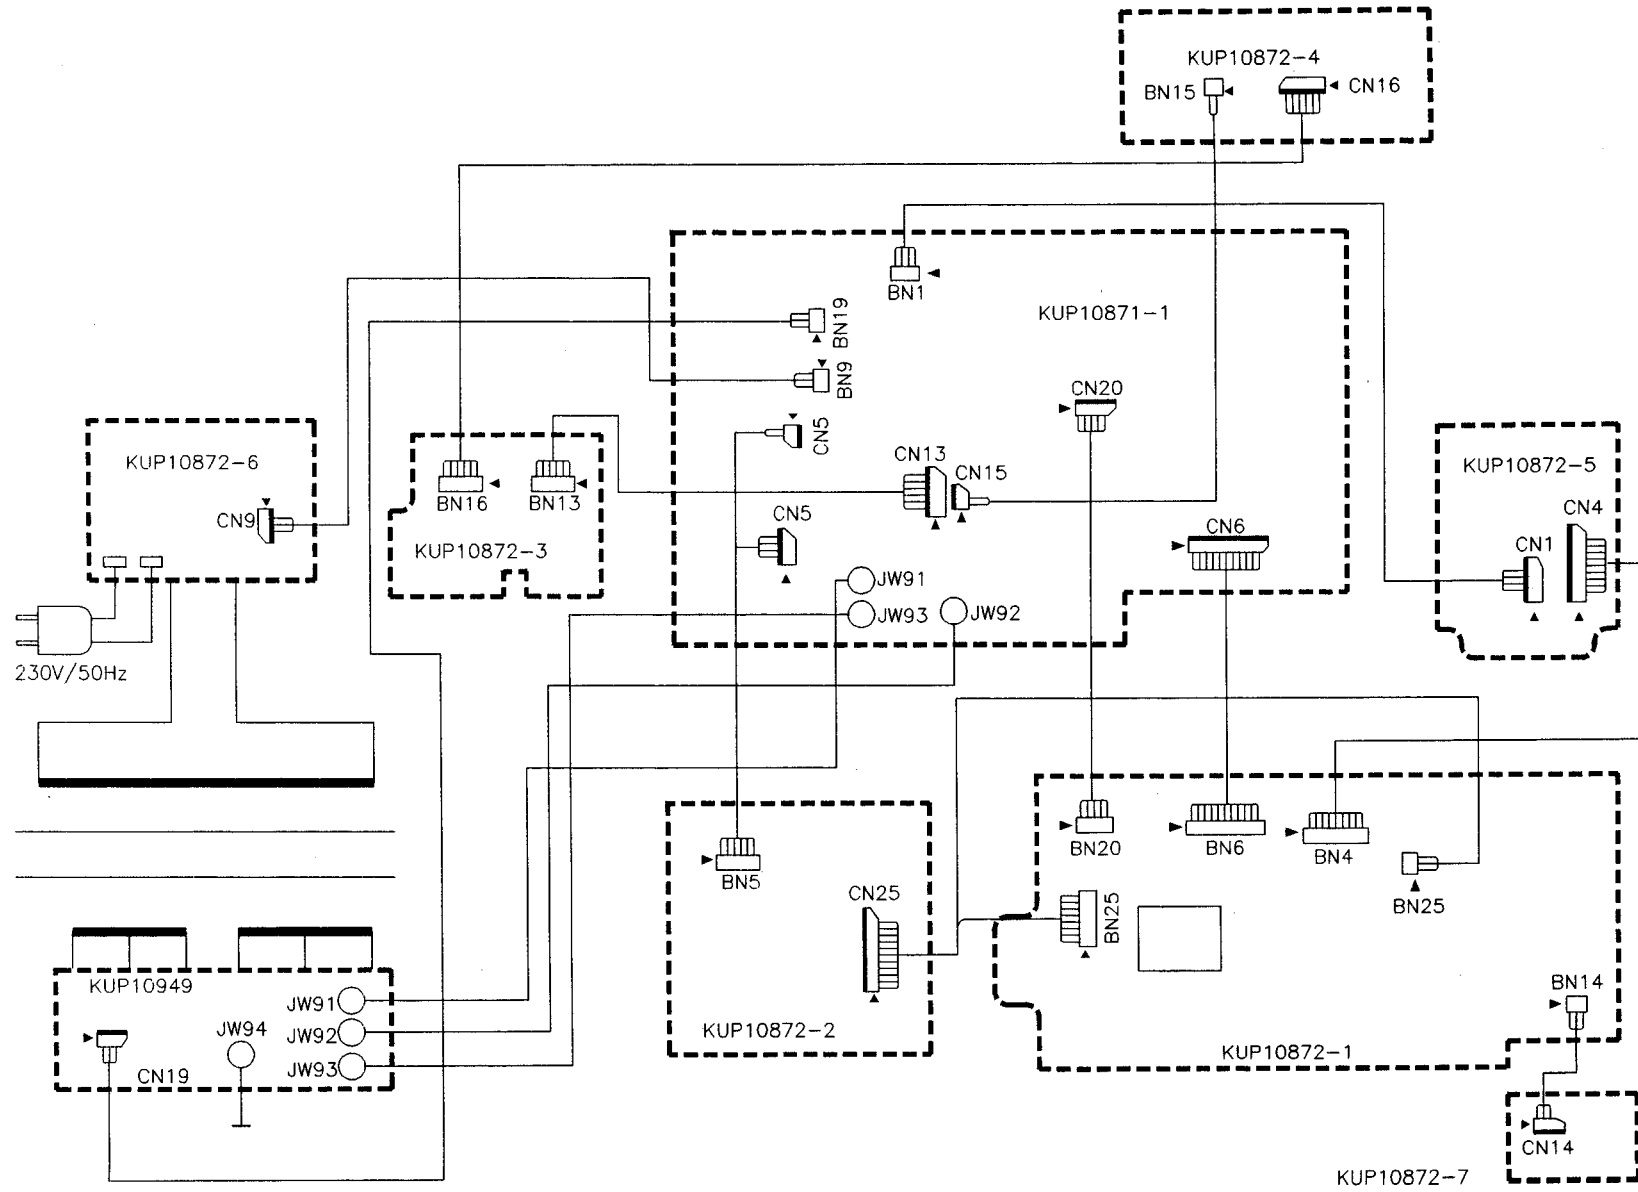 KUP10872-4
BN15
CN16
BN1
KUP10871-1
BN19
BN9
CN20
CN5
KUP10872-6
CN9
BN16
BN13
KUP10872-3
CN13
CN15
CN5
CN6
KUP10872-5
CN4
CN1
JW91
JW93
JW92
230V/50Hz
BN20
BN6
BN4
BN5
CN25
BN25
BN25
KUP10949
JW91
JW94
JW92
JW93
CN19
KUP10872-2
BN14
KUP10872-1
CN14
KUP10872-7